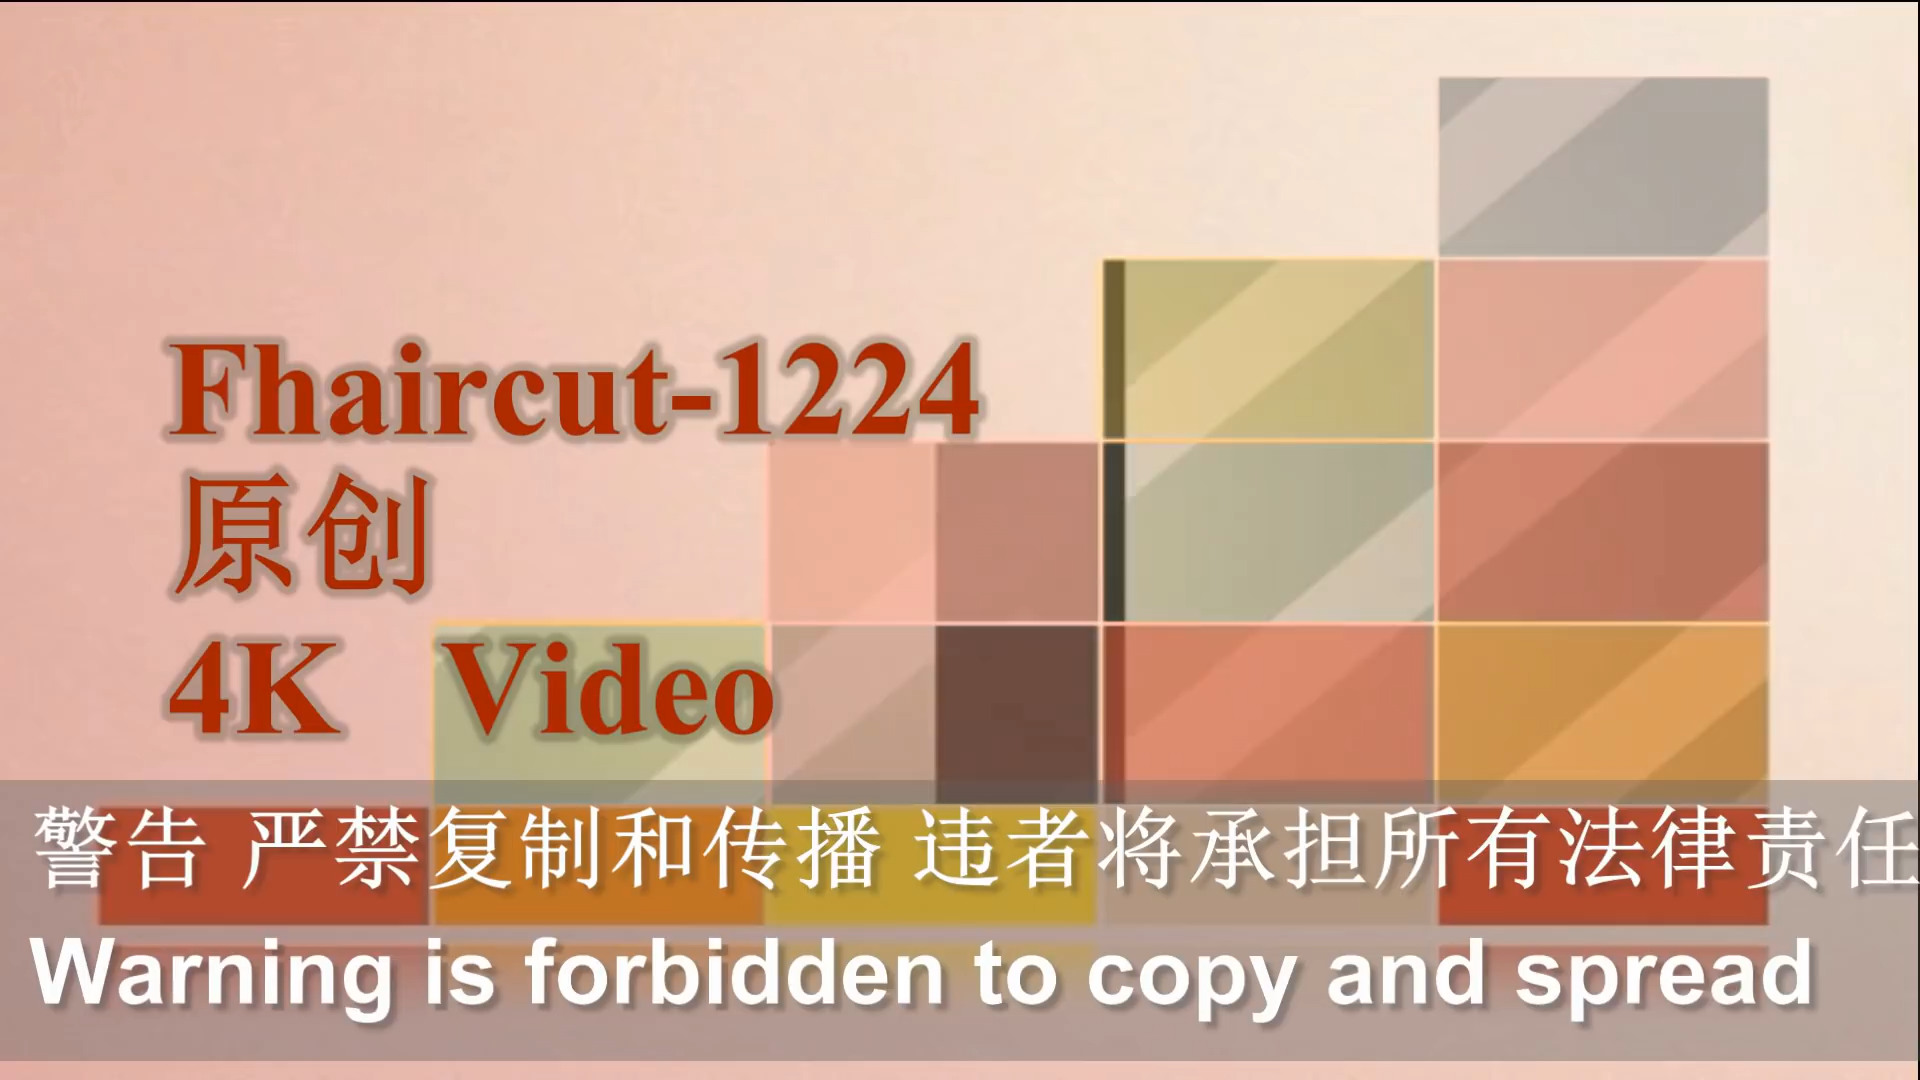 Fhaircut-1224
原创
4K Video
警告 严禁复制和传播 违者将承担所有法律责任
Warning is forbidden to copy and spread